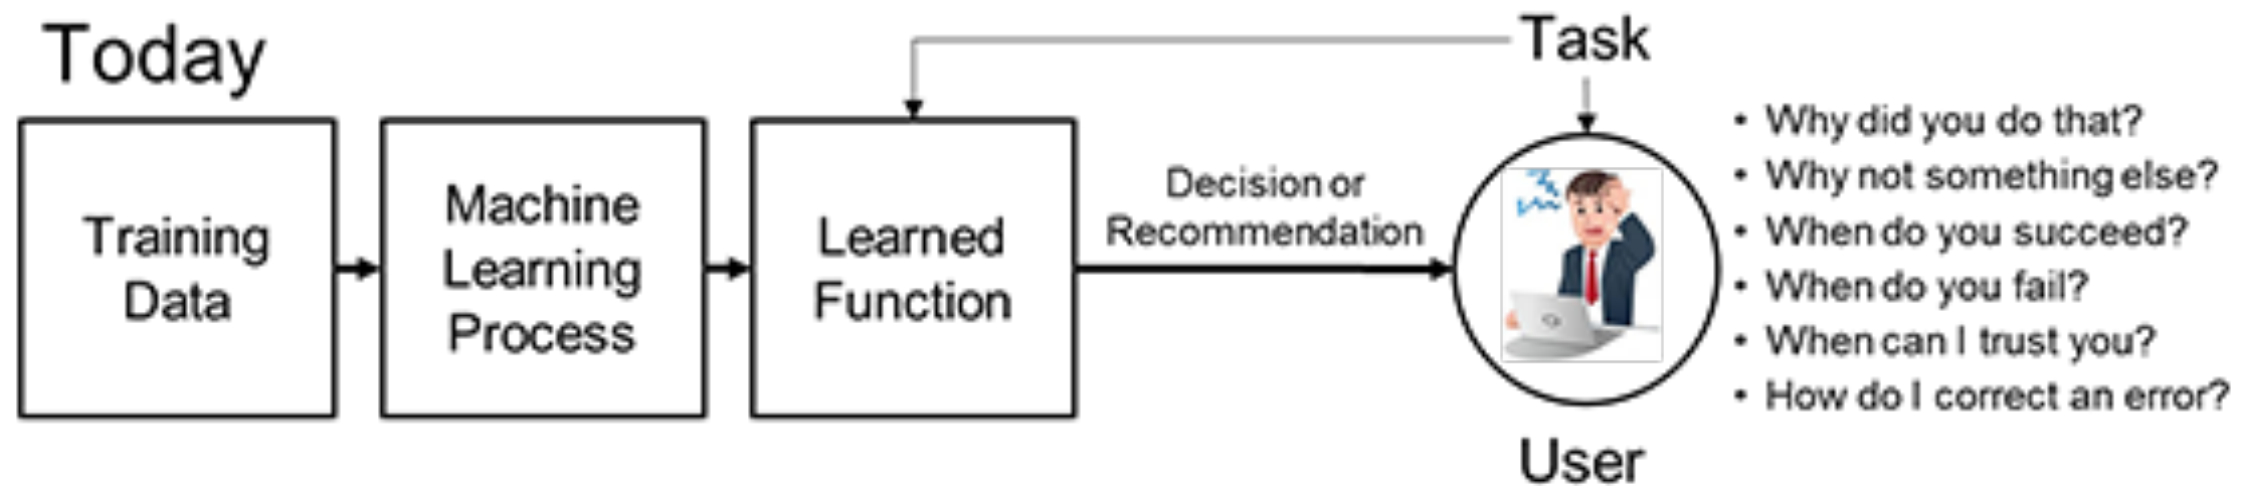 Today
Task
Training
Data
Machine
Learning
Process
Learned
Function
Decision or
Recommendation
• Why did you do that?
• Why not something else?
• When do you succeed?
• When do you fail?
• When can I trust you?
• How do I correct an error?
User